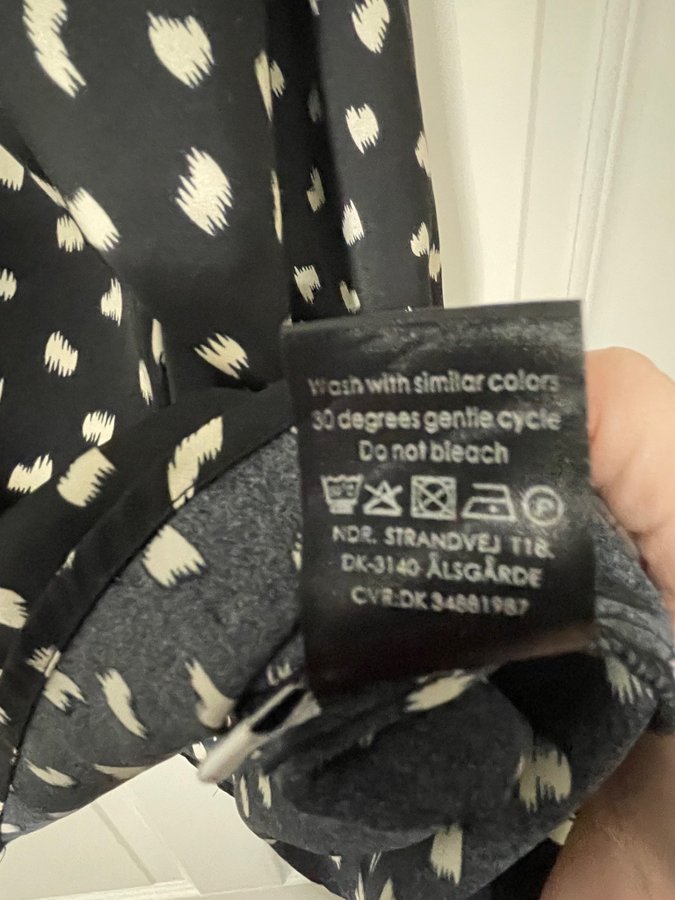 Wash with similar colors
30 degrees gentle cycle
Do not bleach
P
NDR. STRANDVEJ T18.
DK-3140 ÅLSGÅRDE
CVR:DK 34881987